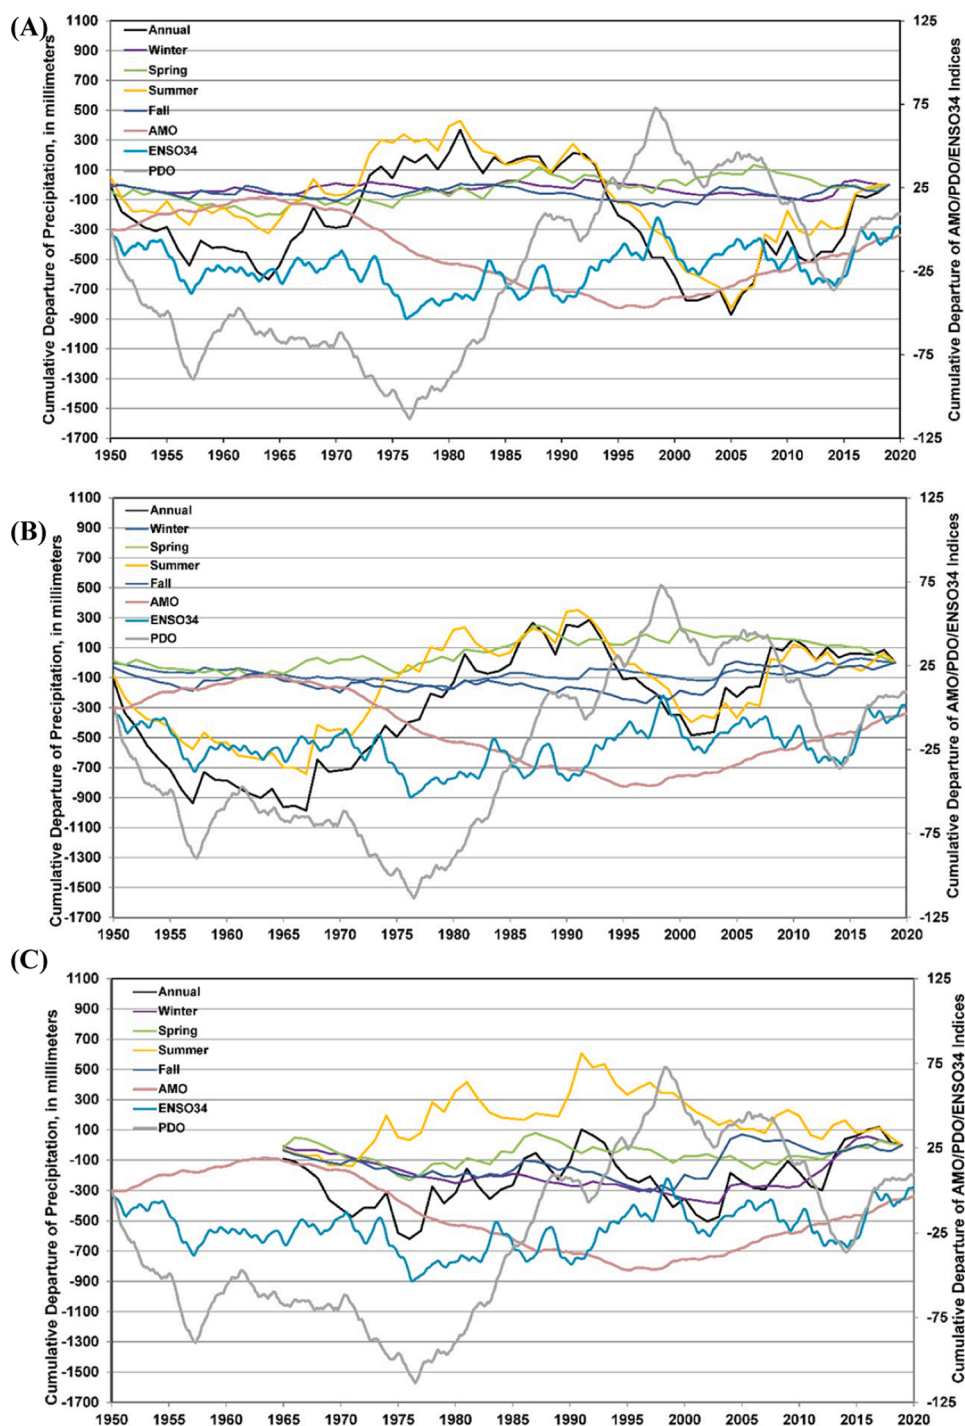 (A)
Cumulative Departure of Precipitation, in millimeters
1100
900
700
500
300
100
-100
-300
-500
-700
-900
-1100
-1300
-1500
-1700
Annual
Winter
Spring
Summer
Fall
AMO
ENSO34
PDO
125
75
25
-25
-75
-125
Cumulative Departure of AMO/PDO/ENSO34 Indices
1950 1955 1960 1965 1970 1975 1980 1985 1990 1995 2000 2005 2010 2015 2020
(B)
Cumulative Departure of Precipitation, in millimeters
1100
900
700
500
300
100
-100
-300
-500
-700
-900
-1100
-1300
-1500
-1700
Annual
Winter
Spring
Summer
Fall
AMO
ENSO34
PDO
125
75
25
-25
-75
-125
Cumulative Departure of AMO/PDO/ENSO34 Indices
1950 1955 1960 1965 1970 1975 1980 1985 1990 1995 2000 2005 2010 2015 2020
(C)
Cumulative Departure of Precipitation, in millimeters
1100
900
700
500
300
100
-100
-300
-500
-700
-900
-1100
-1300
-1500
-1700
Annual
Winter
Spring
Summer
Fall
AMO
ENSO34
PDO
125
75
25
-25
-75
-125
Cumulative Departure of AMO/PDO/ENSO34 Indices
1950 1955 1960 1965 1970 1975 1980 1985 1990 1995 2000 2005 2010 2015 2020